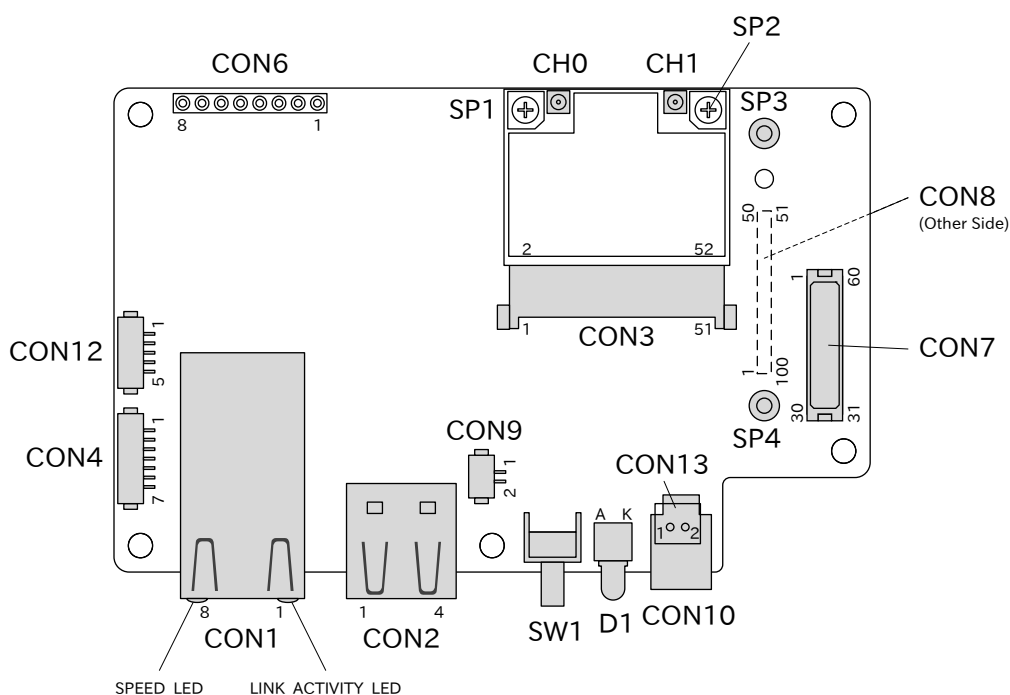 SP2
CON6
CH0
CH1
SP1
SP3
8
1
CON8
(Other Side)
50
51
2
52
1
60
CON12
1
5
1
51
CON3
CON7
1
100
30
31
CON4
1
7
CON9
1
2
SP4
CON13
A K
1
2
8
1
1
4
CON1
CON2
SW1
D1
CON10
SPEED LED
LINK ACTIVITY LED